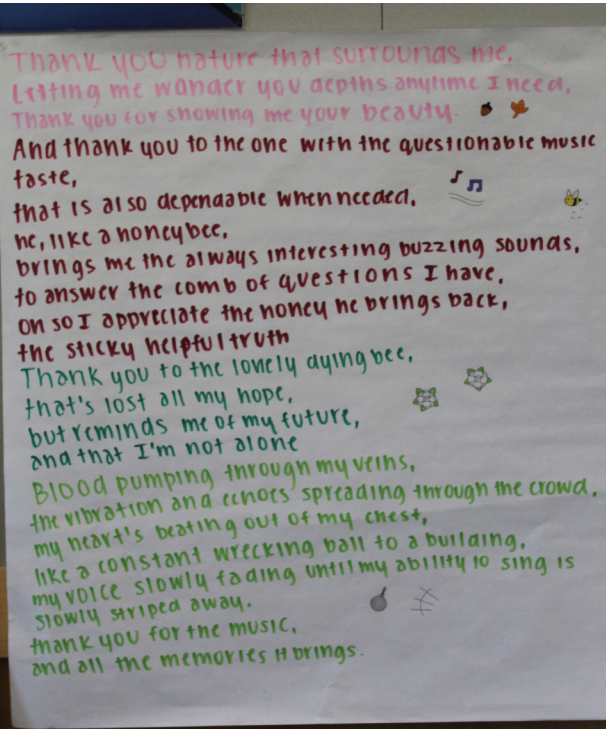 Thank you nature that surrounds me,
Letting me wander you depths anytime I need,
Thank you for showing me your beauty.
And thank you to the one with the questionable music
taste,
that is also dependable when needed,
he, like a honeybee,
brings me the always interesting buzzing sounds,
to answer the comb of questions I have,
oh so I appreciate the honey he brings back,
the sticky helpful truth
Thank you to the lonely dying bee,
that's lost all my hope,
but reminds me of my future,
and that I'm not alone
Blood pumping through my veins,
the vibration and echoes spreading through the crowd,
my heart's beating out of my chest,
like a constant wrecking ball to a building,
my voice slowly fading until my ability to sing is
slowly striped away.
thank you for the music,
and all the memories it brings.